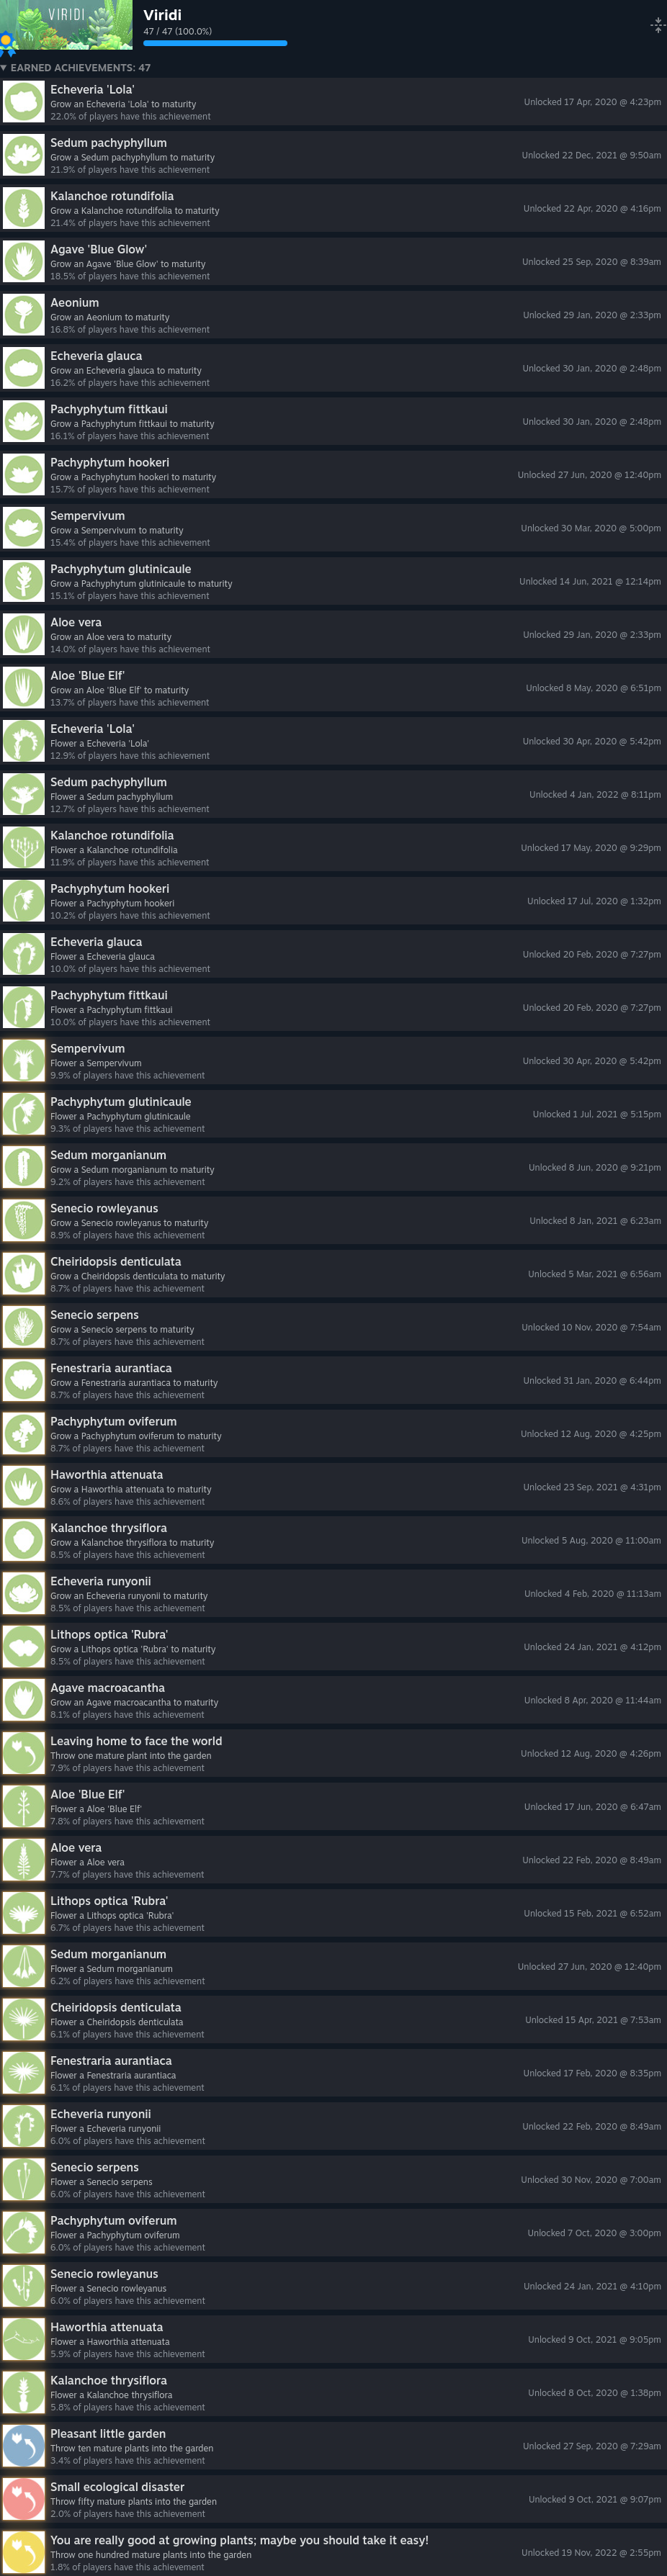 VIRIDI
Viridi
47 / 47 (100.0%)
EARNED ACHIEVEMENTS: 47
Echeveria 'Lola'
Grow an Echeveria 'Lola' to maturity
22.0% of players have this achievement
Unlocked 17 Apr, 2020 @ 4:23pm
Sedum pachyphyllum
Grow a Sedum pachyphyllum to maturity
21.9% of players have this achievement
Unlocked 22 Dec, 2021 @ 9:50am
Kalanchoe rotundifolia
Grow a Kalanchoe rotundifolia to maturity
21.4% of players have this achievement
Unlocked 22 Apr, 2020 @ 4:16pm
Agave 'Blue Glow'
Grow an Agave 'Blue Glow' to maturity
18.5% of players have this achievement
Unlocked 25 Sep, 2020 @ 8:39am
Aeonium
Grow an Aeonium to maturity
16.8% of players have this achievement
Unlocked 29 Jan, 2020 @ 2:33pm
Echeveria glauca
Grow an Echeveria glauca to maturity
16.2% of players have this achievement
Unlocked 30 Jan, 2020 @ 2:48pm
Pachyphytum fittkaui
Grow a Pachyphytum fittkaui to maturity
16.1% of players have this achievement
Unlocked 30 Jan, 2020 @ 2:48pm
Pachyphytum hookeri
Grow a Pachyphytum hookeri to maturity
15.7% of players have this achievement
Unlocked 27 Jun, 2020 @ 12:40pm
Sempervivum
Grow a Sempervivum to maturity
15.4% of players have this achievement
Unlocked 30 Mar, 2020 @ 5:00pm
Pachyphytum glutinicaule
Grow a Pachyphytum glutinicaule to maturity
15.1% of players have this achievement
Unlocked 14 Jun, 2021 @ 12:14pm
Aloe vera
Grow an Aloe vera to maturity
14.0% of players have this achievement
Unlocked 29 Jan, 2020 @ 2:33pm
Aloe 'Blue Elf'
Grow an Aloe 'Blue Elf' to maturity
13.7% of players have this achievement
Unlocked 8 May, 2020 @ 6:51pm
Echeveria 'Lola'
Flower a Echeveria 'Lola'
12.9% of players have this achievement
Unlocked 30 Apr, 2020 @ 5:42pm
Sedum pachyphyllum
Flower a Sedum pachyphyllum
12.7% of players have this achievement
Unlocked 4 Jan, 2022 @ 8:11pm
Kalanchoe rotundifolia
Flower a Kalanchoe rotundifolia
11.9% of players have this achievement
Unlocked 17 May, 2020 @ 9:29pm
Pachyphytum hookeri
Flower a Pachyphytum hookeri
10.2% of players have this achievement
Unlocked 17 Jul, 2020 @ 1:32pm
Echeveria glauca
Flower a Echeveria glauca
10.0% of players have this achievement
Unlocked 20 Feb, 2020 @ 7:27pm
Pachyphytum fittkaui
Flower a Pachyphytum fittkaui
10.0% of players have this achievement
Unlocked 20 Feb, 2020 @ 7:27pm
Sempervivum
Flower a Sempervivum
9.9% of players have this achievement
Unlocked 30 Apr, 2020 @ 5:42pm
Pachyphytum glutinicaule
Flower a Pachyphytum glutinicaule
9.3% of players have this achievement
Unlocked 1 Jul, 2021 @ 5:15pm
Sedum morganianum
Grow a Sedum morganianum to maturity
9.2% of players have this achievement
Unlocked 8 Jun, 2020 @ 9:21pm
Senecio rowleyanus
Grow a Senecio rowleyanus to maturity
8.9% of players have this achievement
Unlocked 8 Jan, 2021 @ 6:23am
Cheiridopsis denticulata
Grow a Cheiridopsis denticulata to maturity
8.7% of players have this achievement
Unlocked 5 Mar, 2021 @ 6:56am
Senecio serpens
Grow a Senecio serpens to maturity
8.7% of players have this achievement
Unlocked 10 Nov, 2020 @ 7:54am
Fenestraria aurantiaca
Grow a Fenestraria aurantiaca to maturity
8.7% of players have this achievement
Unlocked 31 Jan, 2020 @ 6:44pm
Pachyphytum oviferum
Grow a Pachyphytum oviferum to maturity
8.7% of players have this achievement
Unlocked 12 Aug, 2020 @ 4:25pm
Haworthia attenuata
Grow a Haworthia attenuata to maturity
8.6% of players have this achievement
Unlocked 23 Sep, 2021 @ 4:31pm
Kalanchoe thrysiflora
Grow a Kalanchoe thrysiflora to maturity
8.5% of players have this achievement
Unlocked 5 Aug, 2020 @ 11:00am
Echeveria runyonii
Grow an Echeveria runyonii to maturity
8.5% of players have this achievement
Unlocked 4 Feb, 2020 @ 11:13am
Lithops optica 'Rubra'
Grow a Lithops optica 'Rubra' to maturity
8.5% of players have this achievement
Unlocked 24 Jan, 2021 @ 4:12pm
Agave macroacantha
Grow an Agave macroacantha to maturity
8.1% of players have this achievement
Unlocked 8 Apr, 2020 @ 11:44am
Leaving home to face the world
Throw one mature plant into the garden
7.9% of players have this achievement
Unlocked 12 Aug, 2020 @ 4:26pm
Aloe 'Blue Elf'
Flower a Aloe 'Blue Elf'
7.8% of players have this achievement
Unlocked 17 Jun, 2020 @ 6:47am
Aloe vera
Flower a Aloe vera
7.7% of players have this achievement
Unlocked 22 Feb, 2020 @ 8:49am
Lithops optica 'Rubra'
Flower a Lithops optica 'Rubra'
6.7% of players have this achievement
Unlocked 15 Feb, 2021 @ 6:52am
Sedum morganianum
Flower a Sedum morganianum
6.2% of players have this achievement
Unlocked 27 Jun, 2020 @ 12:40pm
Cheiridopsis denticulata
Flower a Cheiridopsis denticulata
6.1% of players have this achievement
Unlocked 15 Apr, 2021 @ 7:53am
Fenestraria aurantiaca
Flower a Fenestraria aurantiaca
6.1% of players have this achievement
Unlocked 17 Feb, 2020 @ 8:35pm
Echeveria runyonii
Flower a Echeveria runyonii
6.0% of players have this achievement
Unlocked 22 Feb, 2020 @ 8:49am
Senecio serpens
Flower a Senecio serpens
6.0% of players have this achievement
Unlocked 30 Nov, 2020 @ 7:00am
Pachyphytum oviferum
Flower a Pachyphytum oviferum
6.0% of players have this achievement
Unlocked 7 Oct, 2020 @ 3:00pm
Senecio rowleyanus
Flower a Senecio rowleyanus
6.0% of players have this achievement
Unlocked 24 Jan, 2021 @ 4:10pm
Haworthia attenuata
Flower a Haworthia attenuata
5.9% of players have this achievement
Unlocked 9 Oct, 2021 @ 9:05pm
Kalanchoe thrysiflora
Flower a Kalanchoe thrysiflora
5.8% of players have this achievement
Unlocked 8 Oct, 2020 @ 1:38pm
Pleasant little garden
Throw ten mature plants into the garden
3.4% of players have this achievement
Unlocked 27 Sep, 2020 @ 7:29am
Small ecological disaster
Throw fifty mature plants into the garden
2.0% of players have this achievement
Unlocked 9 Oct, 2021 @ 9:07pm
You are really good at growing plants; maybe you should take it easy!
Throw one hundred mature plants into the garden
1.8% of players have this achievement
Unlocked 19 Nov, 2022 @ 2:55pm